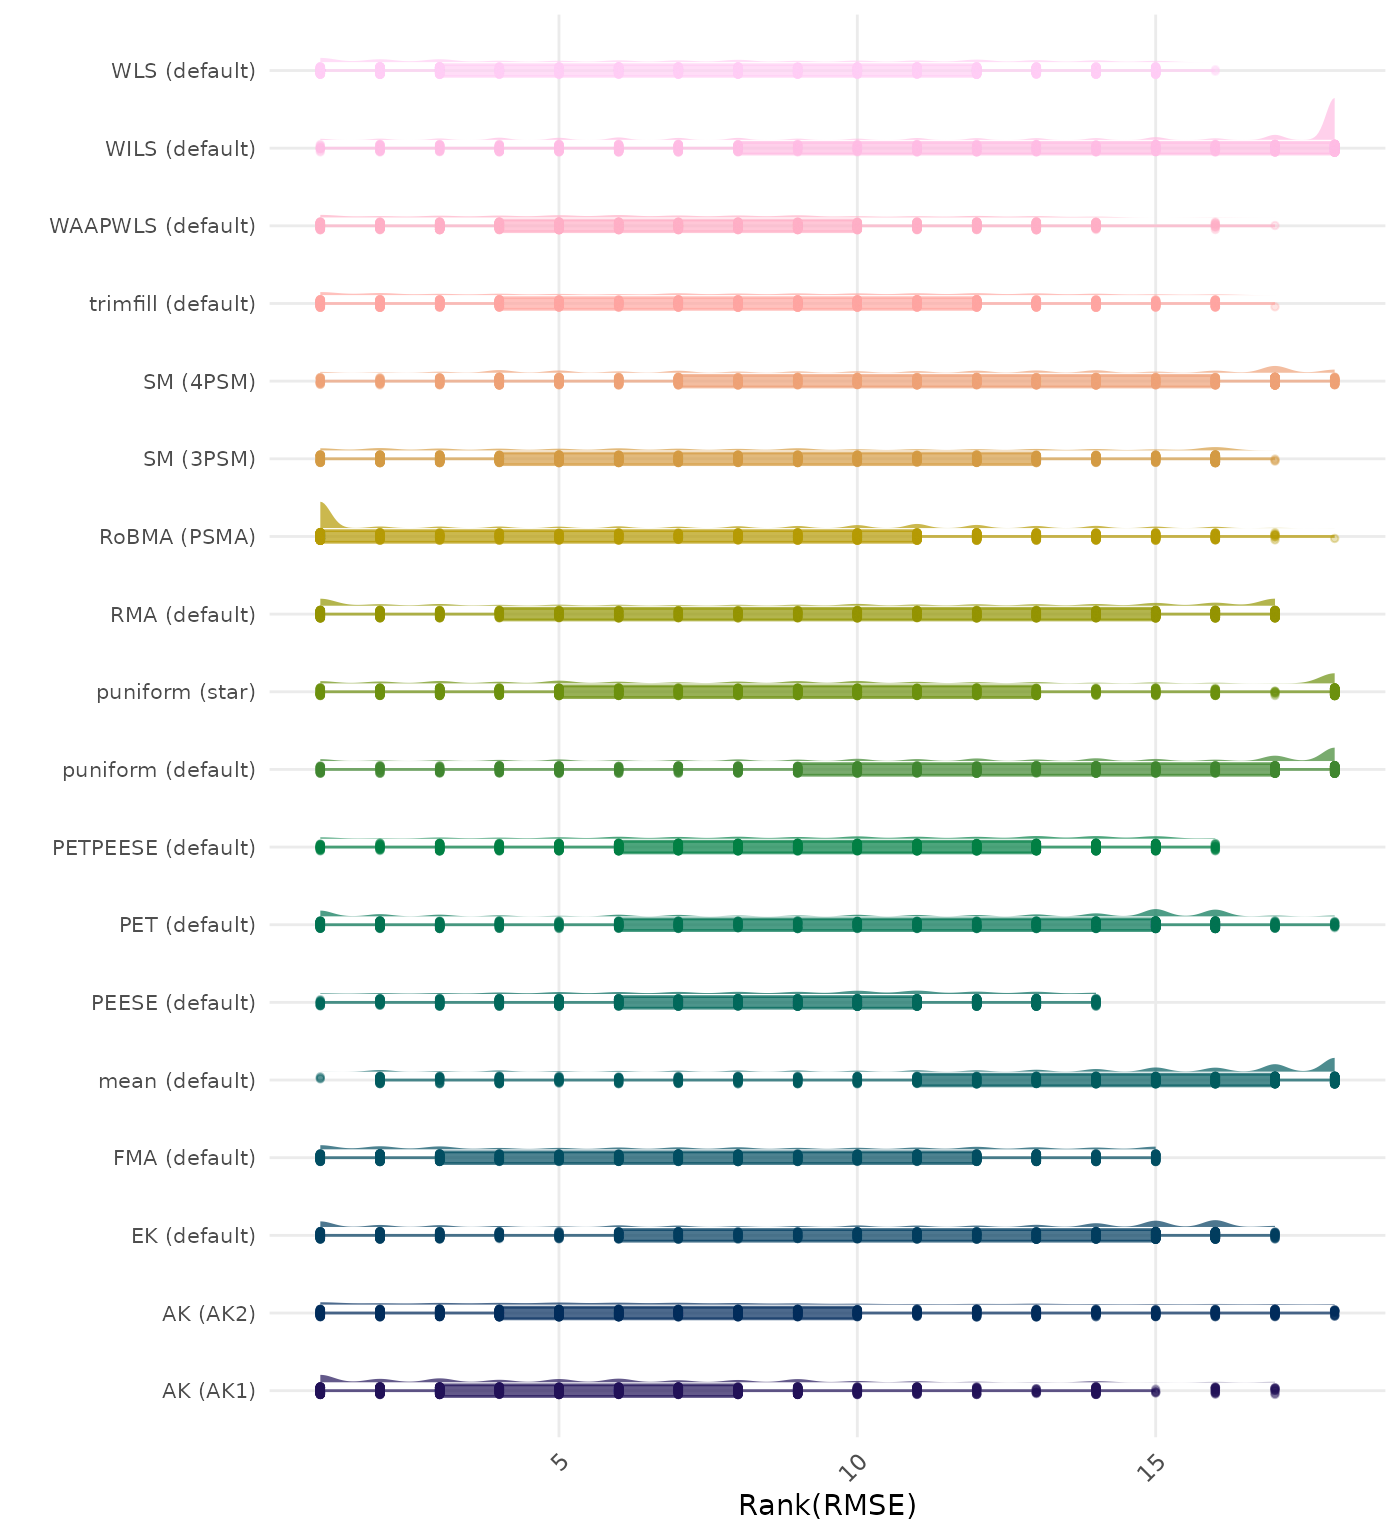 WLS (default)
WILS (default)
WAAPWLS (default)
trimfill (default)
SM (4PSM)
SM (3PSM)
RoBMA (PSMA)
RMA (default)
puniform (star)
puniform (default)
PETPEESE (default)
PET (default)
PEESE (default)
mean (default)
FMA (default)
EK (default)
AK (AK2)
AK (AK1)
5
10
15
Rank(RMSE)